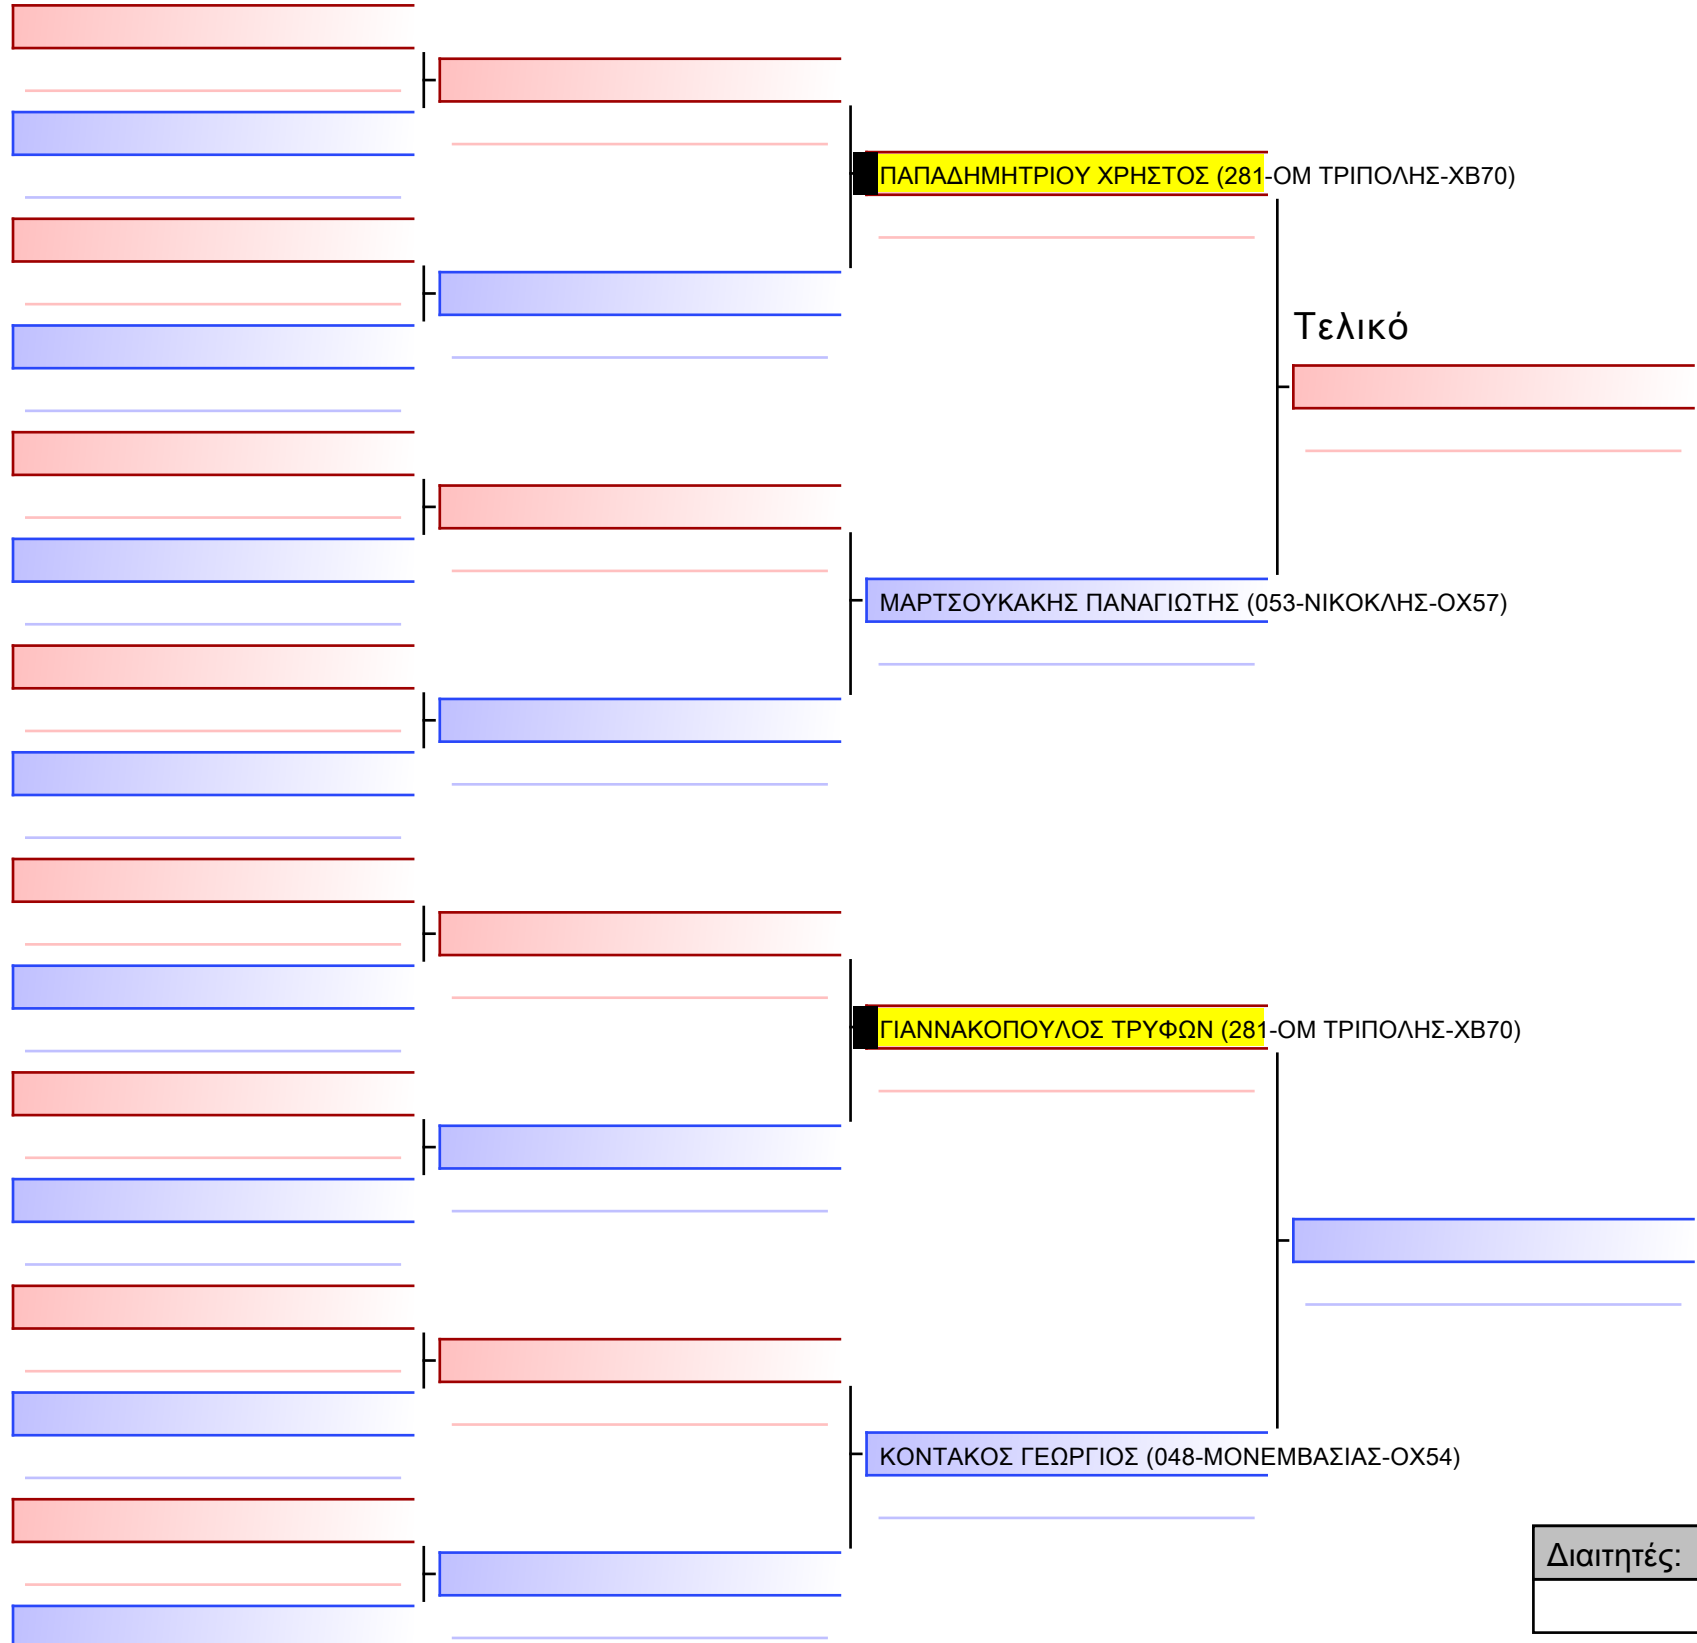 ΠΑΠΑΔΗΜΗΤΡΙΟΥ ΧΡΗΣΤΟΣ (281-ΟΜ ΤΡΙΠΟΛΗΣ-ΧΒ70)
Τελικό
ΜΑΡΤΣΟΥΚΑΚΗΣ ΠΑΝΑΓΙΩΤΗΣ (053-ΝΙΚΟΚΛΗΣ-ΟΧ57)
ΓΙΑΝΝΑΚΟΠΟΥΛΟΣ ΤΡΥΦΩΝ (281-ΟΜ ΤΡΙΠΟΛΗΣ-ΧΒ70)
ΚΟΝΤΑΚΟΣ ΓΕΩΡΓΙΟΣ (048-ΜΟΝΕΜΒΑΣΙΑΣ-ΟΧ54)
Διαιτητές: